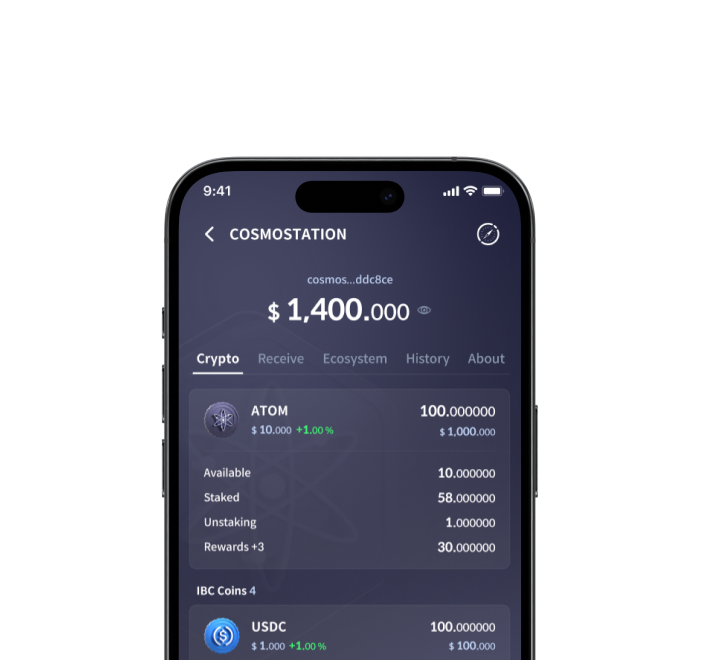 9:41
COSMOSTATION
cosmos...ddc8ce
$ 1,400.000
Crypto Receive Ecosystem History About
ATOM 100.000000
$ 10.000 +1.00 % $ 1,000.000
Available 10.000000
Staked 58.000000
Unstaking 1.000000
Rewards +3 30.000000
IBC Coins 4
USDC 100.000000
$ 1.000 +1.00 % $ 100.000